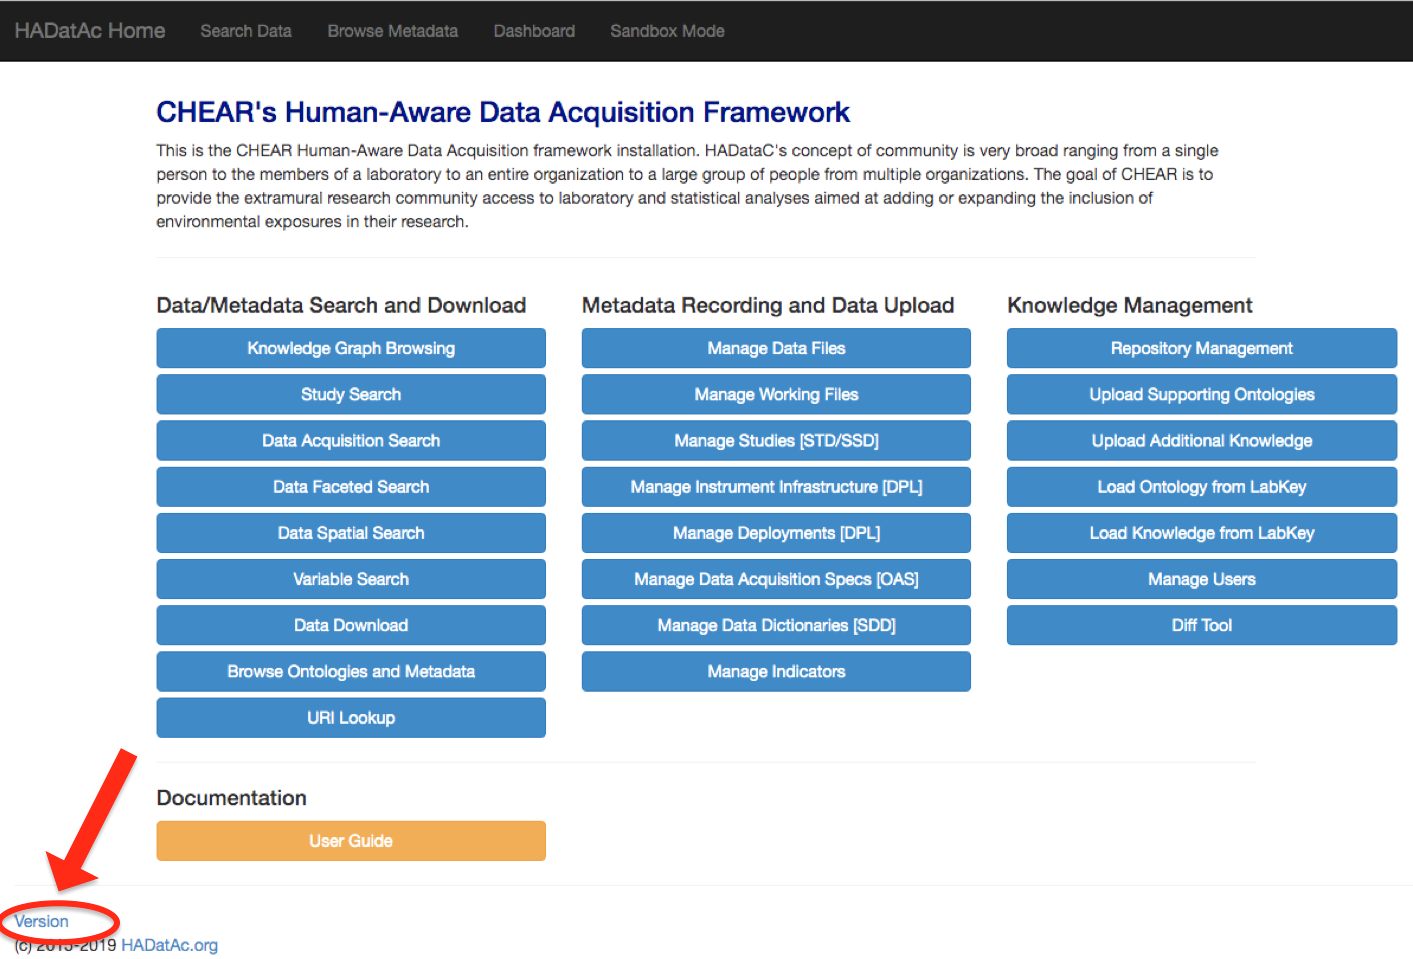 HADatAc Home Search Data Browse Metadata Dashboard Sandbox Mode
CHEAR's Human-Aware Data Acquisition Framework
This is the CHEAR Human-Aware Data Acquisition framework installation. HADataC's concept of community is very broad ranging from a single
person to the members of a laboratory to an entire organization to a large group of people from multiple organizations. The goal of CHEAR is to
provide the extramural research community access to laboratory and statistical analyses aimed at adding or expanding the inclusion of
environmental exposures in their research.
Data/Metadata Search and Download
Knowledge Graph Browsing
Study Search
Data Acquisition Search
Data Faceted Search
Data Spatial Search
Variable Search
Data Download
Browse Ontologies and Metadata
URI Lookup
Metadata Recording and Data Upload
Manage Data Files
Manage Working Files
Manage Studies [STD/SSD]
Manage Instrument Infrastructure [DPL]
Manage Deployments [DPL]
Manage Data Acquisition Specs [OAS]
Manage Data Dictionaries [SDD]
Manage Indicators
Knowledge Management
Repository Management
Upload Supporting Ontologies
Upload Additional Knowledge
Load Ontology from LabKey
Load Knowledge from LabKey
Manage Users
Diff Tool
Documentation
User Guide
Version
(c) 2015-2019 HADatAc.org